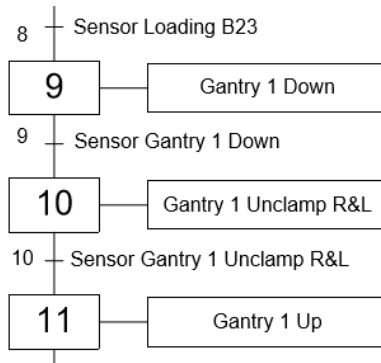 8 Sensor Loading B23
9 Gantry 1 Down
9 Sensor Gantry 1 Down
10 Gantry 1 Unclamp R&L
10 Sensor Gantry 1 Unclamp R&L
11 Gantry 1 Up